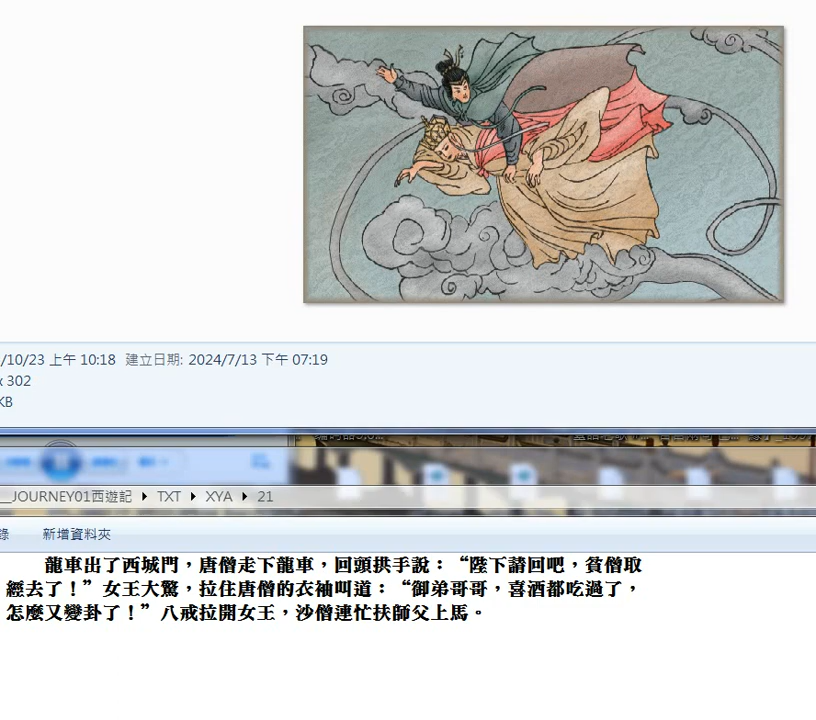 /10/23 上午 10:18 建立日期: 2024/7/13 下午 07:19
x 302
KB
__JOURNEY01西遊記 ▶ TXT ▶ XYA ▶ 21
錄 新增資料夾
龍車出了西城門，唐僧走下龍車，回頭拱手說：“陛下請回吧，貧僧取
經去了！”女王大驚，拉住唐僧的衣袖叫道：“御弟哥哥，喜酒都吃過了，
怎麼又變卦了！”八戒拉開女王，沙僧連忙扶師父上馬。